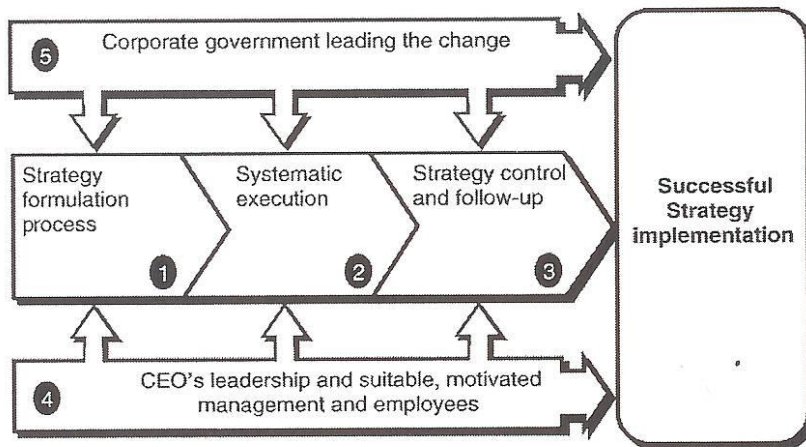 5 Corporate government leading the change
Strategy formulation process
1
Systematic execution
2
Strategy control and follow-up
3
Successful
Strategy
implementation
4 CEO's leadership and suitable, motivated
management and employees